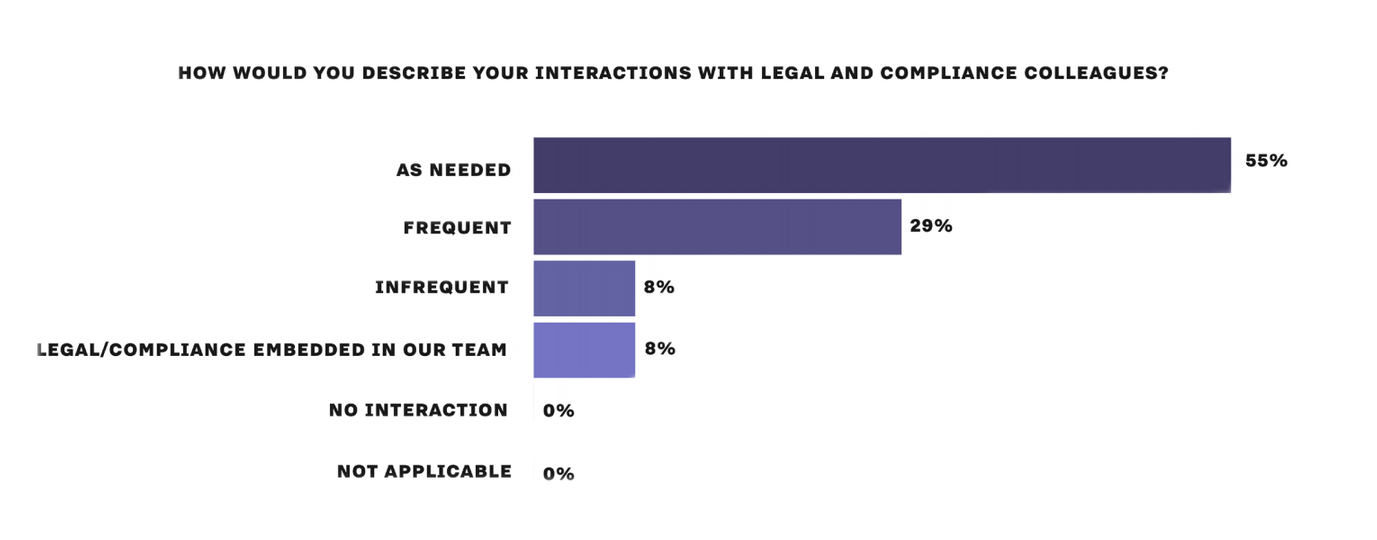 HOW WOULD YOU DESCRIBE YOUR INTERACTIONS WITH LEGAL AND COMPLIANCE COLLEAGUES?
AS NEEDED 55%
FREQUENT 29%
INFREQUENT 8%
LEGAL/COMPLIANCE EMBEDDED IN OUR TEAM 8%
NO INTERACTION 0%
NOT APPLICABLE 0%